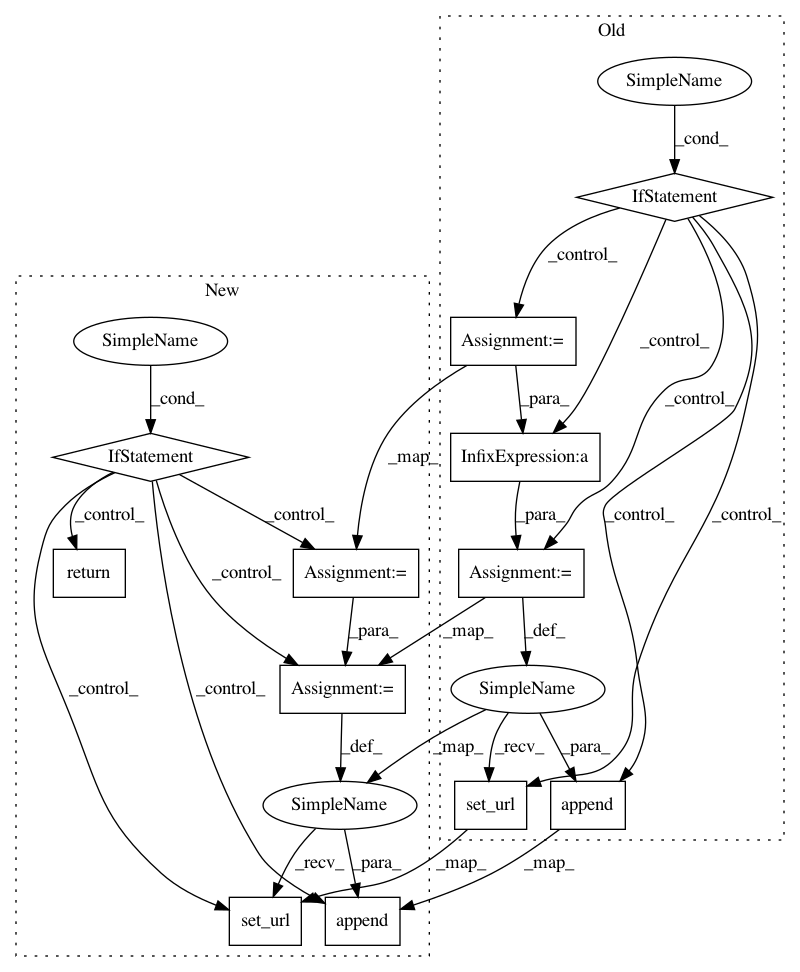 Old
SimpleName
_cond_
IfStatement
_control_
New
SimpleName
Assignment:=
_control_
_cond_
_para_
_control_
IfStatement
_map_
InfixExpression:a
_control_
_control_
_para_
_control_
_control_
return
Assignment:=
_control_
Assignment:=
_para_
_map_
_def_
_control_
_control_
Assignment:=
SimpleName
_def_
_map_
_recv_
_para_
SimpleName
set_url
append
_recv_
_para_
_map_
_map_
set_url
append